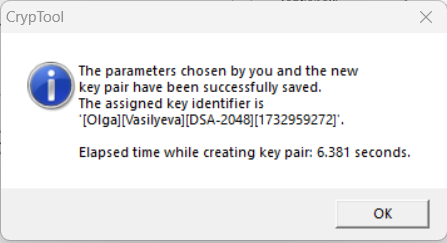 CrypTool
The parameters chosen by you and the new
key pair have been successfully saved.
The assigned key identifier is
'[Olga][Vasilyeva][DSA-2048][1732959272]'.
Elapsed time while creating key pair: 6.381 seconds.
OK